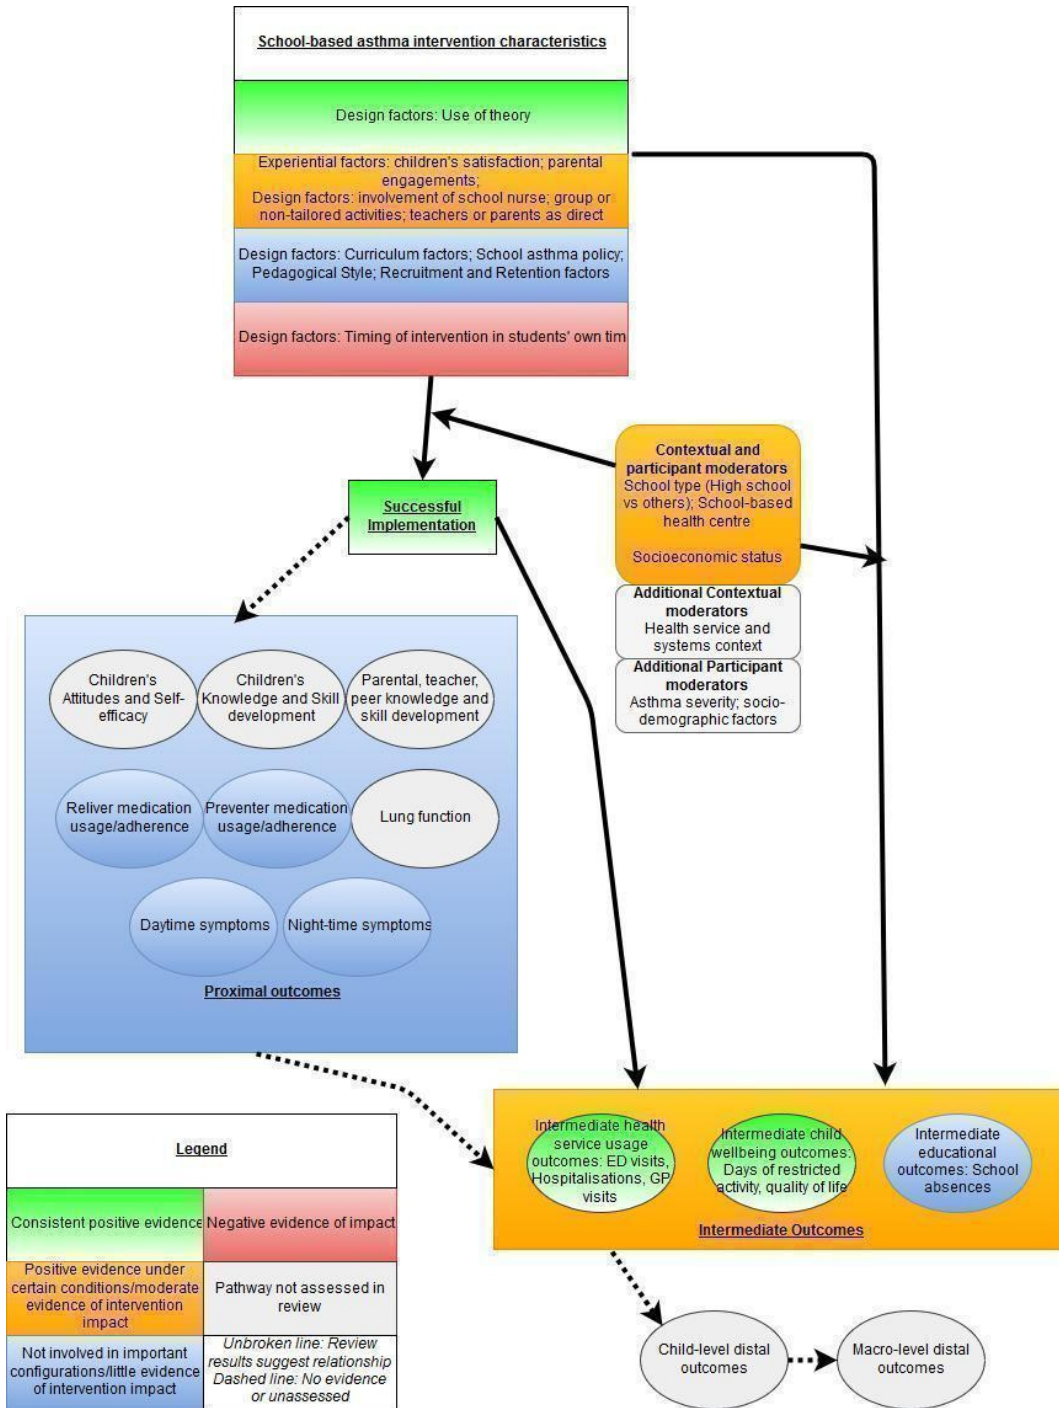 School-based asthma intervention characteristics
Design factors: Use of theory
Experiential factors: children's satisfaction; parental
engagements;
Design factors: involvement of school nurse; group or
non-tailored activities; teachers or parents as direct
Design factors: Curriculum factors; School asthma policy;
Pedagogical Style; Recruitment and Retention factors
Design factors: Timing of intervention in students' own tim
Contextual and
participant moderators
School type (High school
vs others); School-based
health centre
Socioeconomic status
Additional Contextual
moderators
Health service and
systems context
Additional Participant
moderators
Asthma severity; socio-
demographic factors
Successful
Implementation
Children's
Attitudes and Self-
efficacy
Children's
Knowledge and Skill
development
Parental, teacher,
peer knowledge and
skill development
Reliver medication
usage/adherence
Preventer medication
usage/adherence
Lung function
Daytime symptoms
Night-time symptoms
Proximal outcomes
Intermediate health
service usage
outcomes: ED visits,
Hospitalisations, GP
visits
Intermediate child
wellbeing outcomes:
Days of restricted
activity, quality of life
Intermediate
educational
outcomes: School
absences
Intermediate Outcomes
Child-level distal
outcomes
Macro-level distal
outcomes
Legend
Consistent positive evidence
Negative evidence of impact
Positive evidence under
certain conditions/moderate
evidence of intervention
impact
Pathway not assessed in
review
Not involved in important
configurations/little evidence
of intervention impact
Unbroken line: Review
results suggest relationship
Dashed line: No evidence
or unassessed